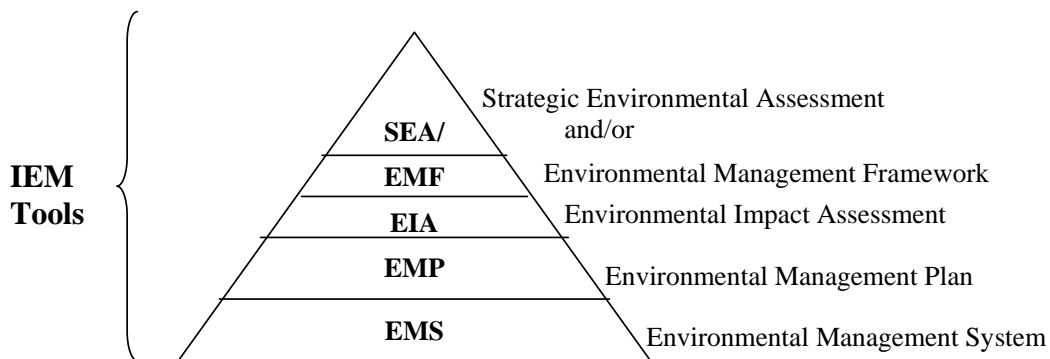 Strategic Environmental Assessment
and/or
SEA/
IEM
Tools
EMF
Environmental Management Framework
EIA
Environmental Impact Assessment
EMP
Environmental Management Plan
EMS
Environmental Management System